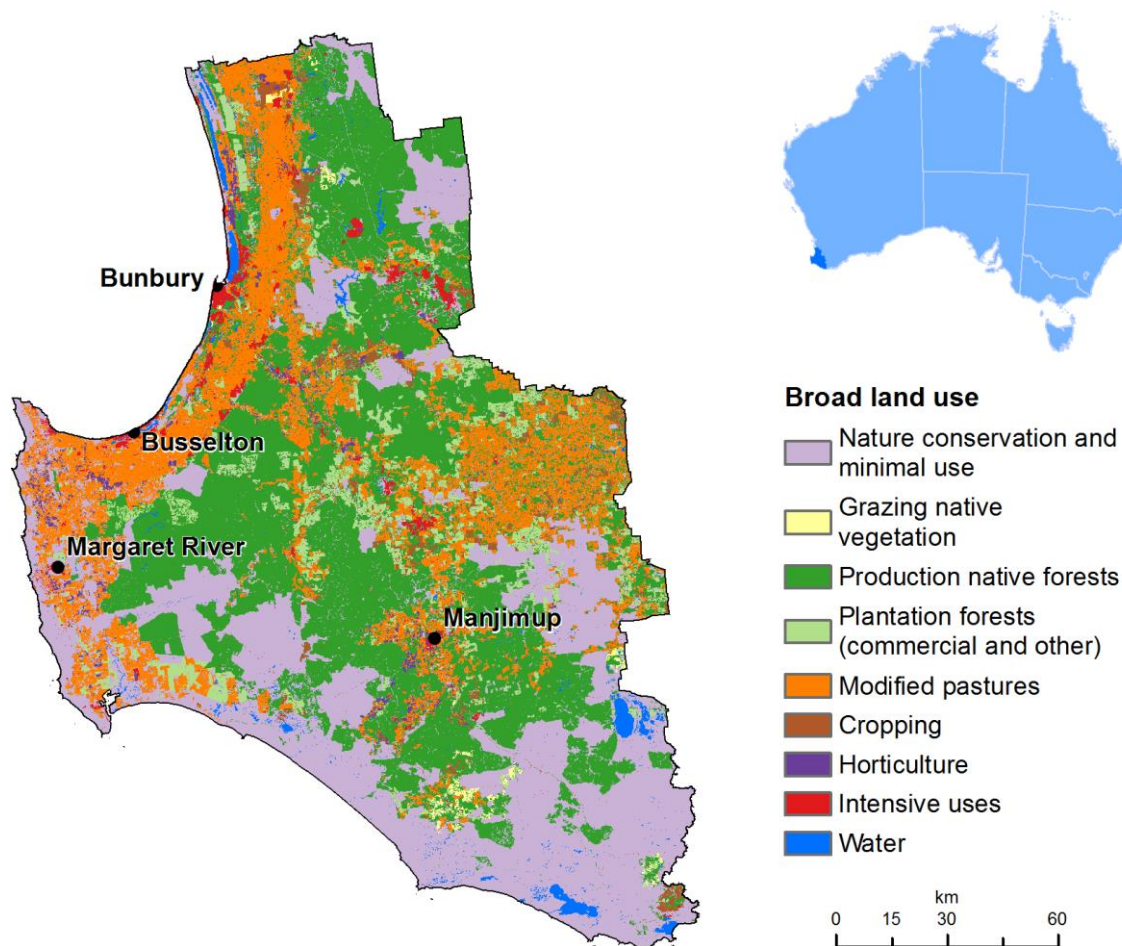 Bunbury
Busselton
Margaret River
Manjimup
Broad land use
Nature conservation and
minimal use
Grazing native
vegetation
Production native forests
Plantation forests
(commercial and other)
Modified pastures
Cropping
Horticulture
Intensive uses
Water
km
0 15 30 60